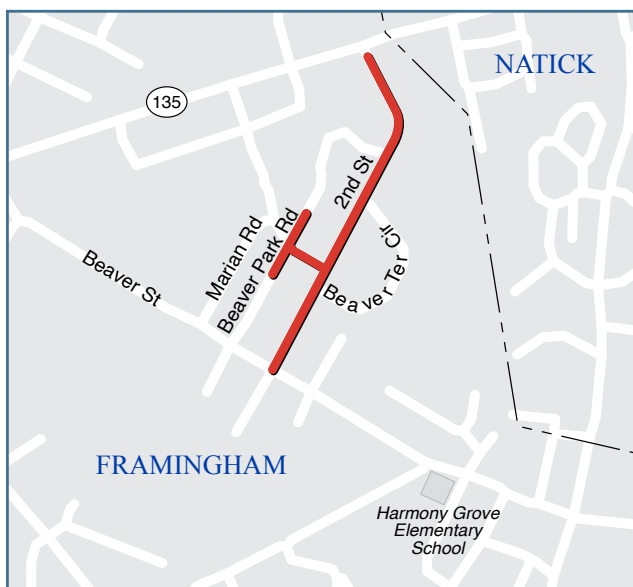 NATICK
135
2nd St
Marian Rd
Beaver Park Rd
Beaver Ter Cir
Beaver St
FRAMINGHAM
Harmony Grove
Elementary
School